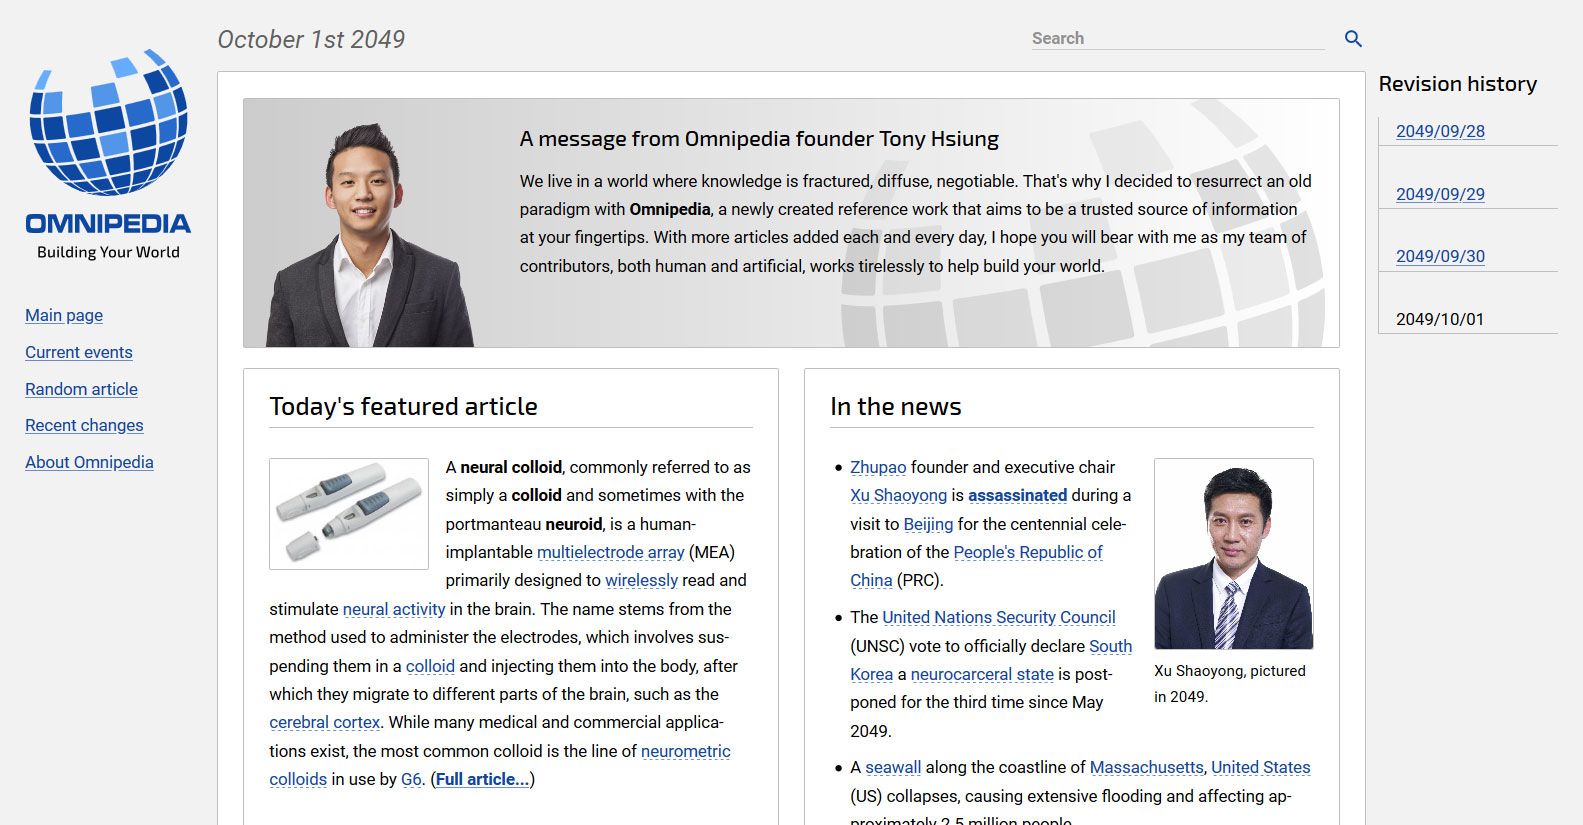 October 1st 2049
Search
OMNIPEDIA
Building Your World
Main page
Current events
Random article
Recent changes
About Omnipedia
A message from Omnipedia founder Tony Hsiung
We live in a world where knowledge is fractured, diffuse, negotiable. That's why I decided to resurrect an old
paradigm with Omnipedia, a newly created reference work that aims to be a trusted source of information
at your fingertips. With more articles added each and every day, I hope you will bear with me as my team of
contributors, both human and artificial, works tirelessly to help build your world.
Today's featured article
A neural colloid, commonly referred to as
simply a colloid and sometimes with the
portmanteau neuroid, is a human-
implantable multielectrode array (MEA)
primarily designed to wirelessly read and
stimulate neural activity in the brain. The name stems from the
method used to administer the electrodes, which involves sus-
pending them in a colloid and injecting them into the body, after
which they migrate to different parts of the brain, such as the
cerebral cortex. While many medical and commercial applica-
tions exist, the most common colloid is the line of neurometric
colloids in use by G6. (Full article...)
In the news
Zhupao founder and executive chair
Xu Shaoyong is assassinated during a
visit to Beijing for the centennial cele-
bration of the People's Republic of
China (PRC).
The United Nations Security Council
(UNSC) vote to officially declare South
Korea a neurocarceral state is post-
poned for the third time since May
2049.
Xu Shaoyong, pictured
in 2049.
A seawall along the coastline of Massachusetts, United States
(US) collapses, causing extensive flooding and affecting ap-
proximately 2.5 million people.
Revision history
2049/09/28
2049/09/29
2049/09/30
2049/10/01